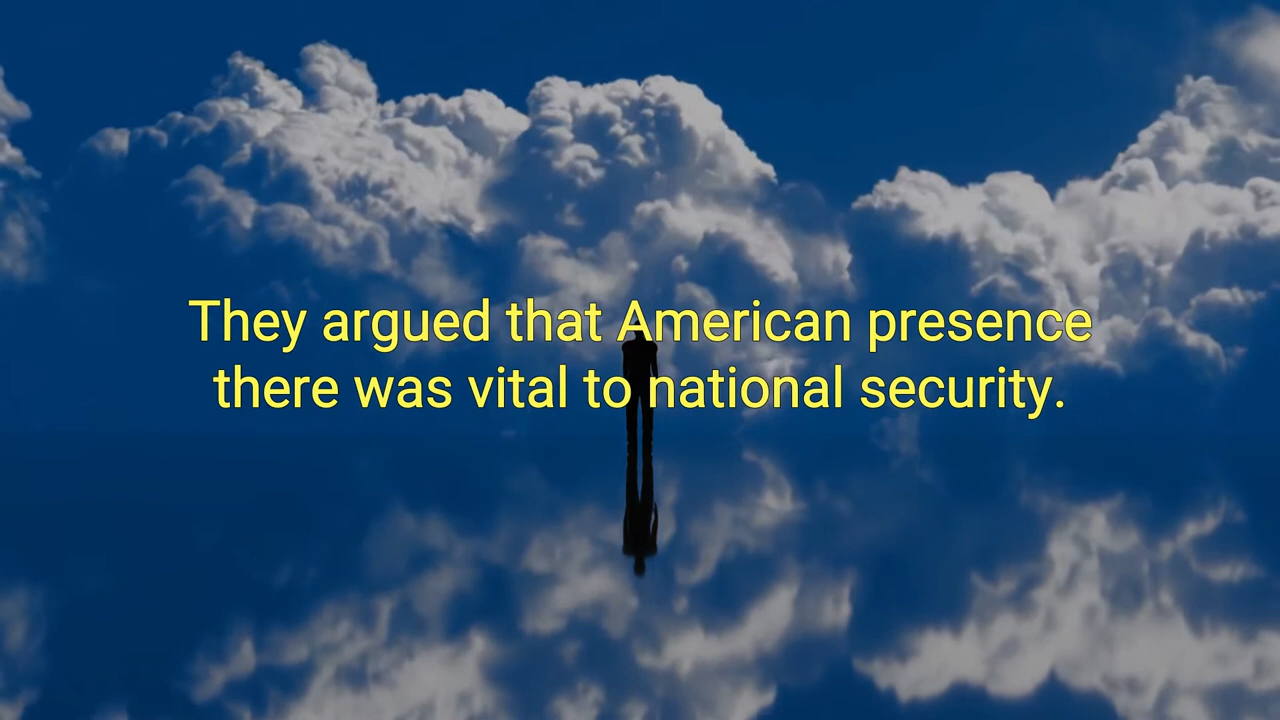 They argued that American presence
there was vital to national security.